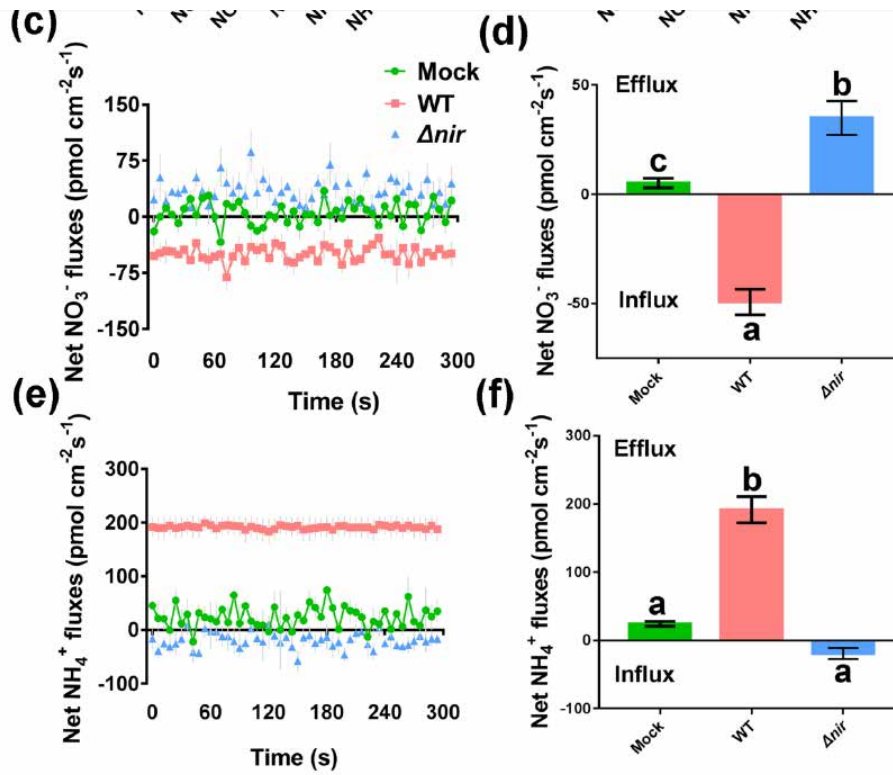 (c)
Mock
WT
Δnir
Net NO₃⁻ fluxes (pmol cm⁻²s⁻¹)
150
75
0
-75
-150
0 60 120 180 240 300
Time (s)
(d)
Net NO₃⁻ fluxes (pmol cm⁻²s⁻¹)
50
0
-50
Efflux
Influx
c
a
b
Mock WT Δnir
(e)
Net NH₄⁺ fluxes (pmol cm⁻²s⁻¹)
300
200
100
0
-100
0 60 120 180 240 300
Time (s)
(f)
Net NH₄⁺ fluxes (pmol cm⁻²s⁻¹)
300
200
100
0
-100
Efflux
Influx
a
b
a
Mock WT Δnir